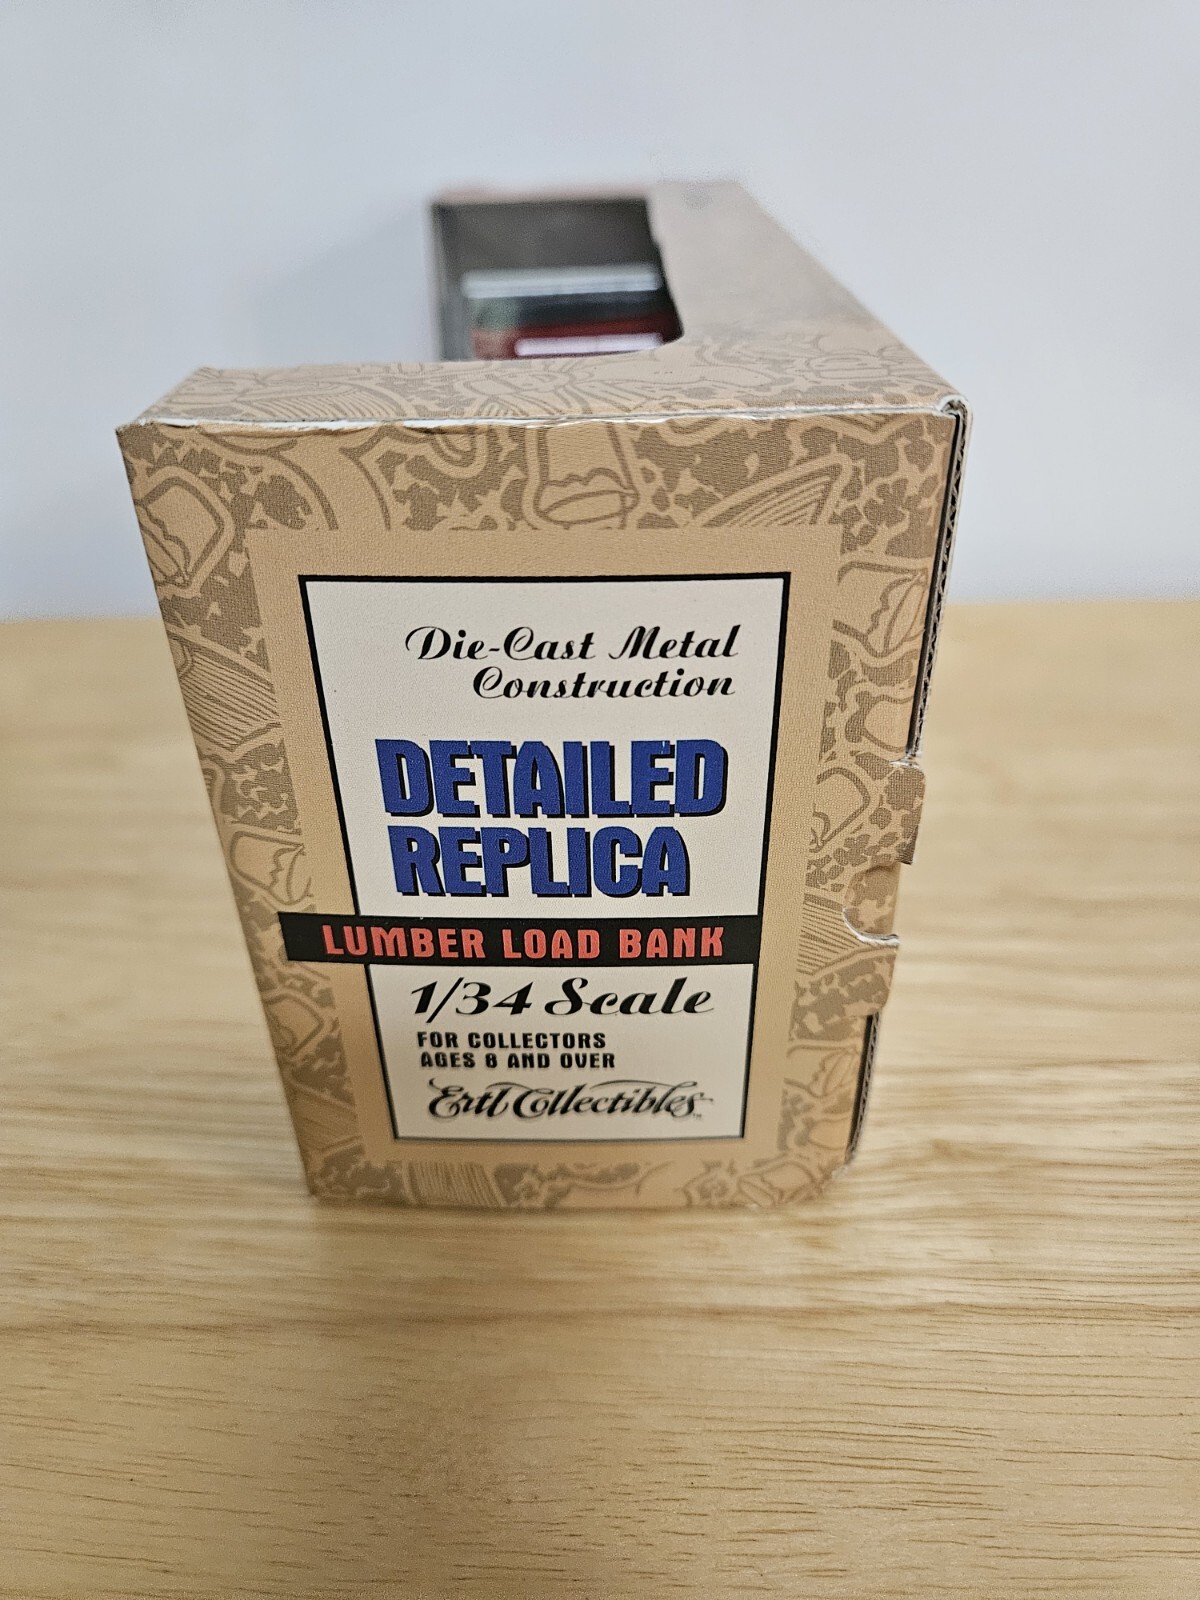 Die-Cast Metal
Construction
DETAILED
REPLICA
LUMBER LOAD BANK
1/34 Scale
FOR COLLECTORS
AGES 8 AND OVER
Ertl Collectibles™